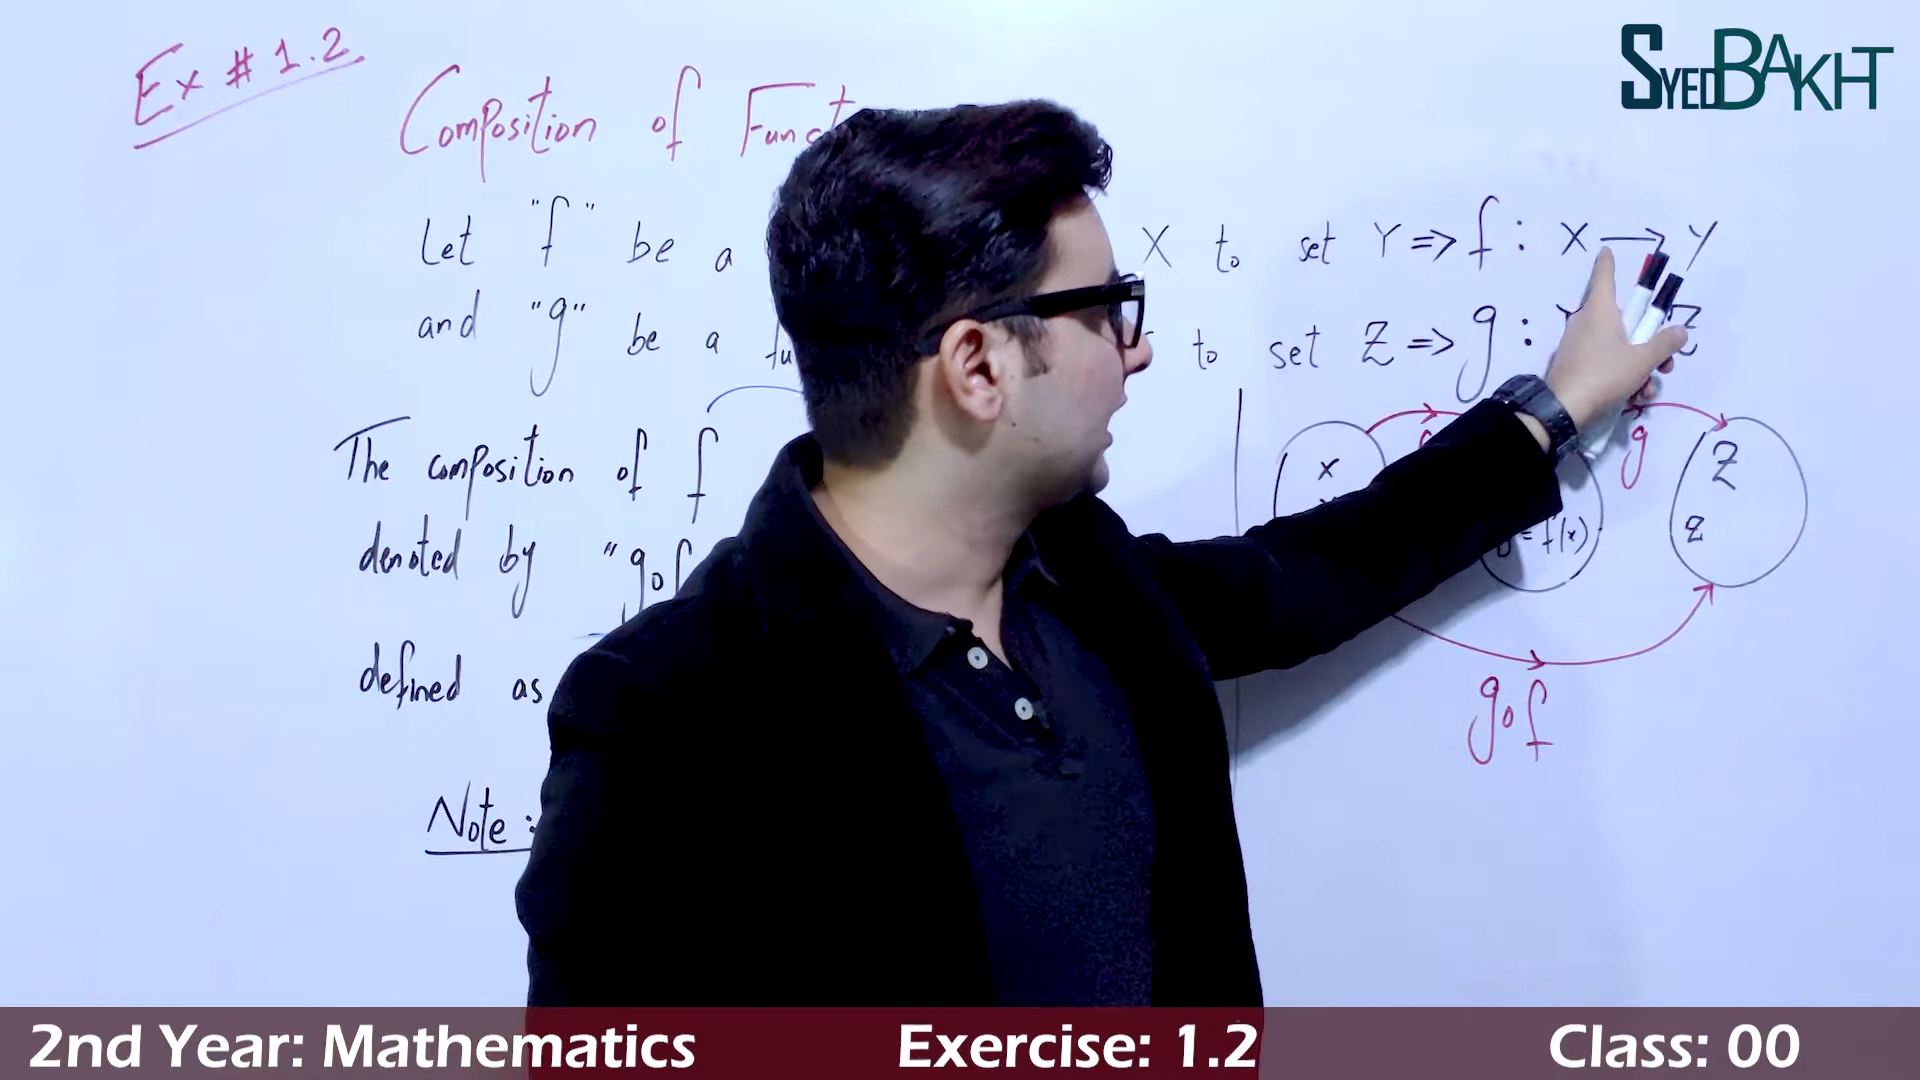 Ex # 1.2
SYEDBAKHT
Composition of Funct
Let "f" be a X to set Y => f : X → Y
and "g" be a fu to set Z => g : Y Z
The composition of f
denoted by "gof
defined as
Note :
x
= f(x)
g
Z
z
gof
2nd Year: Mathematics Exercise: 1.2 Class: 00